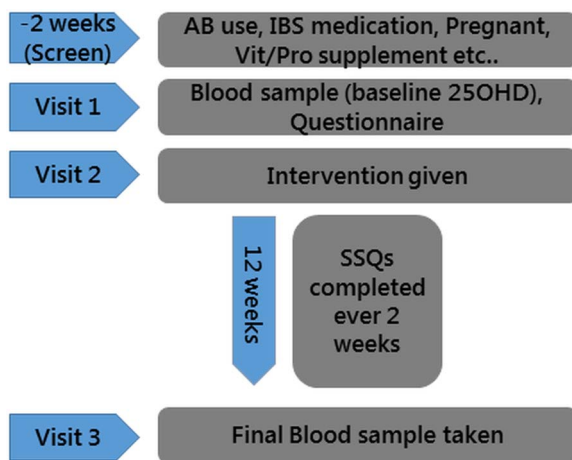 -2 weeks
(Screen)
AB use, IBS medication, Pregnant,
Vit/Pro supplement etc..
Visit 1
Blood sample (baseline 25OHD),
Questionnaire
Visit 2
Intervention given
12 weeks
SSQs
completed
ever 2
weeks
Visit 3
Final Blood sample taken